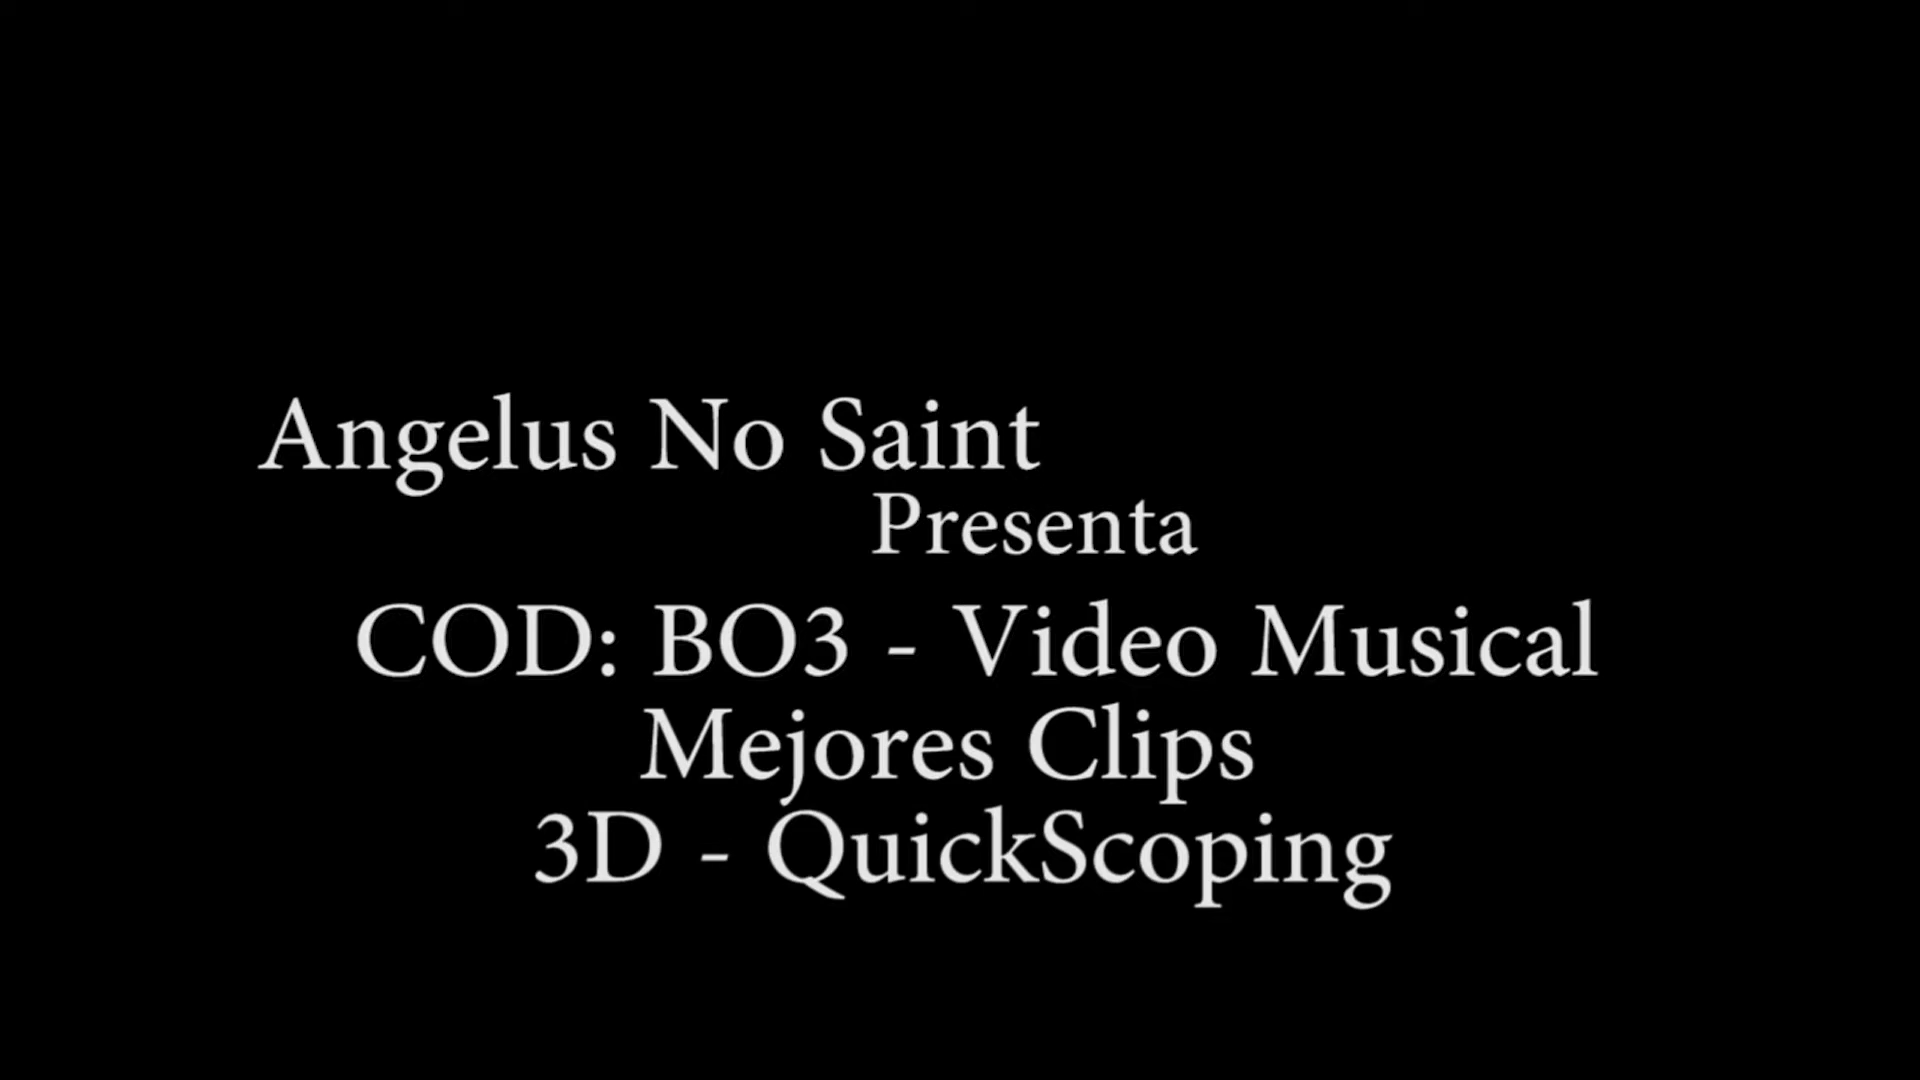 Angelus No Saint
Presenta
COD: BO3 - Video Musical
Mejores Clips
3D - QuickScoping